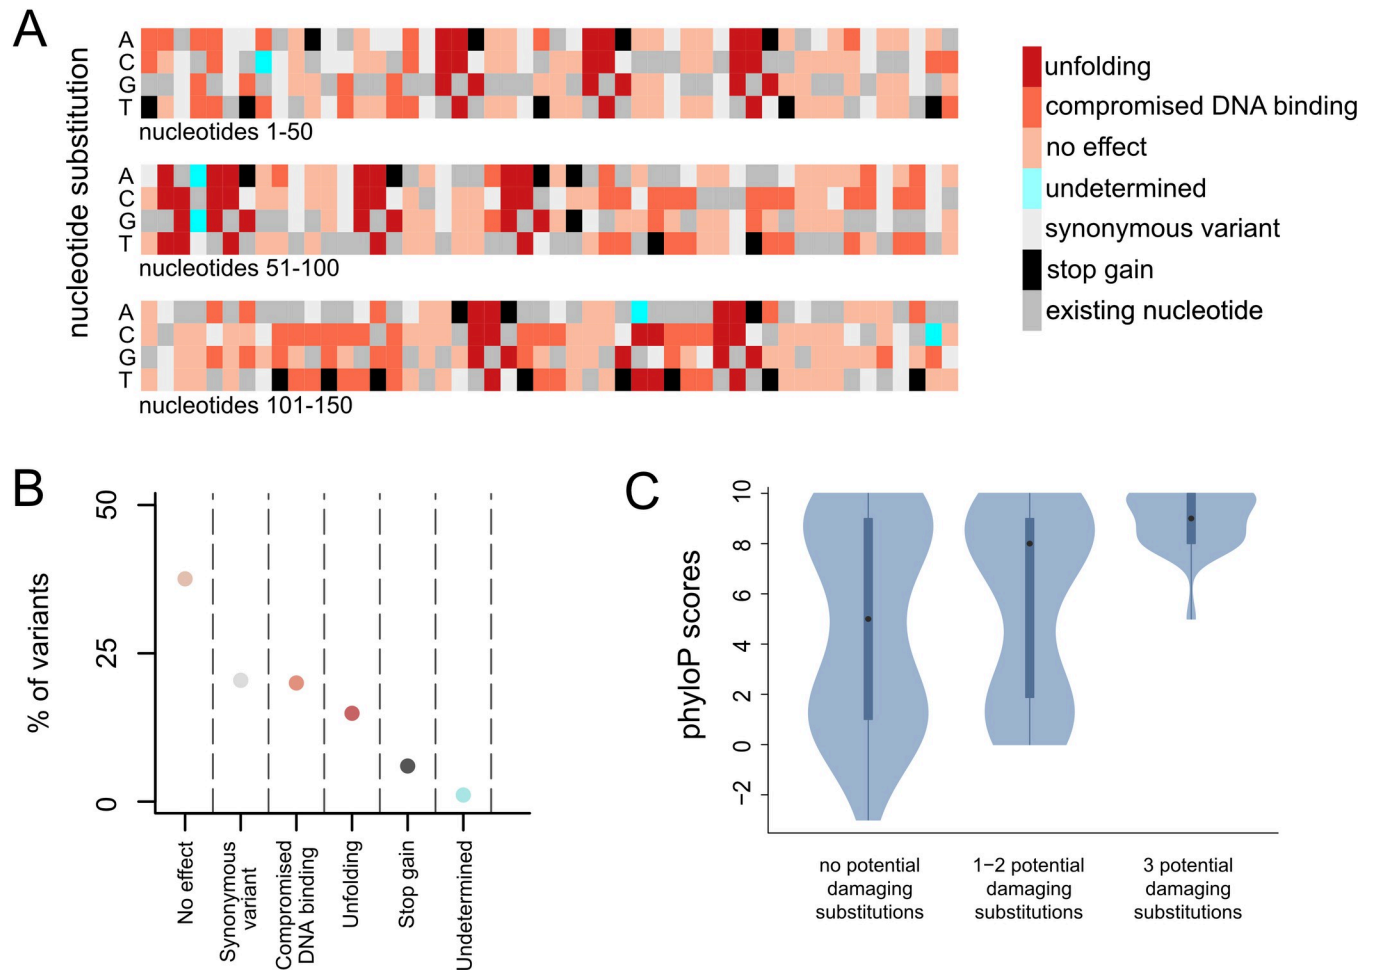 A
nucleotide substitution
A
C
G
T
nucleotides 1-50
A
C
G
T
nucleotides 51-100
A
C
G
T
nucleotides 101-150
unfolding
compromised DNA binding
no effect
undetermined
synonymous variant
stop gain
existing nucleotide
B
% of variants
50
25
0
No effect
Synonymous
variant
Compromised
DNA binding
Unfolding
Stop gain
Undetermined
C
phyloP scores
10
8
6
4
2
0
−2
no potential
damaging
substitutions
1−2 potential
damaging
substitutions
3 potential
damaging
substitutions